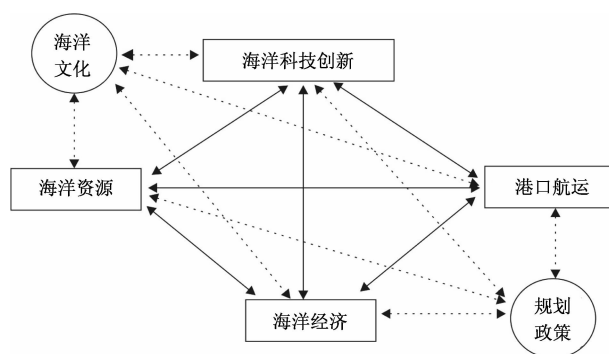 海洋
文化
海洋科技创新
海洋资源
港口航运
海洋经济
规划
政策